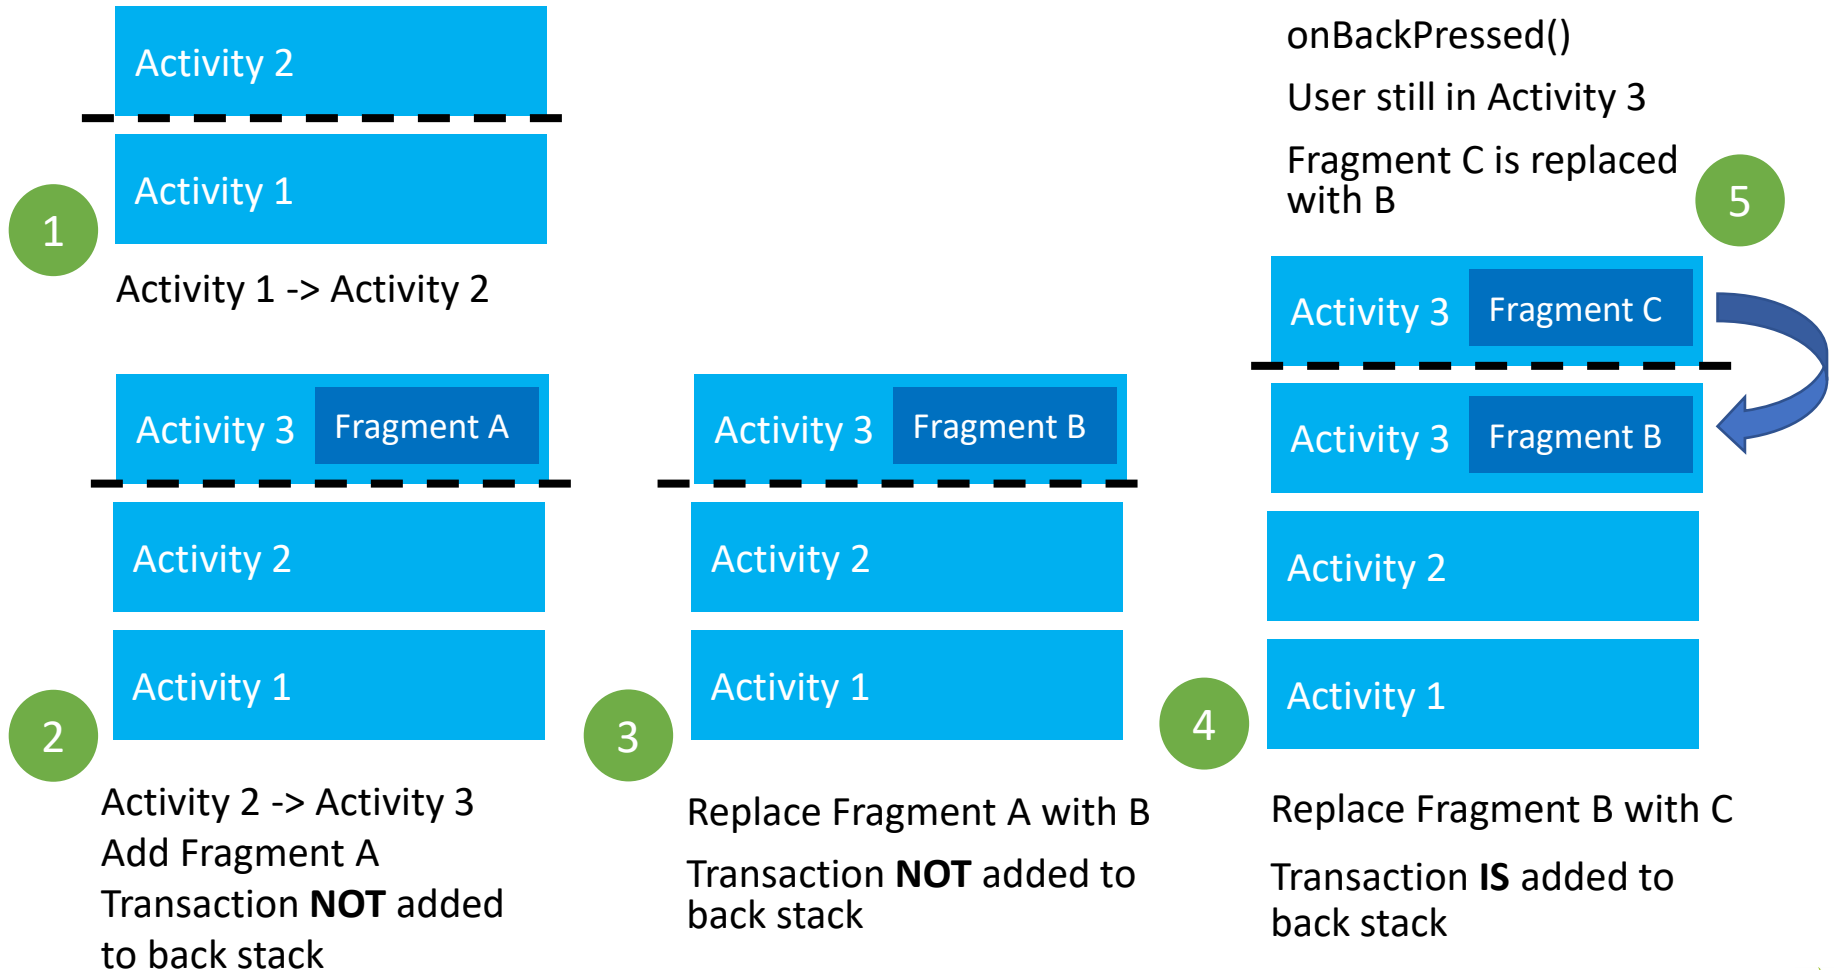 Activity 2
Activity 1
1
Activity 1 -> Activity 2
Activity 3
Fragment A
Activity 2
Activity 1
2
Activity 2 -> Activity 3
Add Fragment A
Transaction NOT added
to back stack
Activity 3
Fragment B
Activity 2
Activity 1
3
Replace Fragment A with B
Transaction NOT added to
back stack
onBackPressed()
User still in Activity 3
Fragment C is replaced
with B
5
Activity 3
Fragment C
Activity 3
Fragment B
Activity 2
Activity 1
4
Replace Fragment B with C
Transaction IS added to
back stack